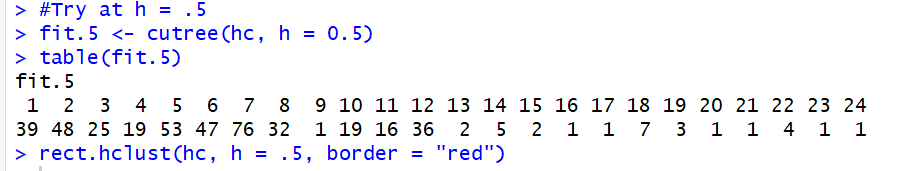 > #Try at h = .5
> fit.5 <- cutree(hc, h = 0.5)
> table(fit.5)
fit.5
 1  2  3  4  5  6  7  8  9 10 11 12 13 14 15 16 17 18 19 20 21 22 23 24
39 48 25 19 53 47 76 32  1 19 16 36  2  5  2  1  1  7  3  1  1  4  1  1
> rect.hclust(hc, h = .5, border = "red")